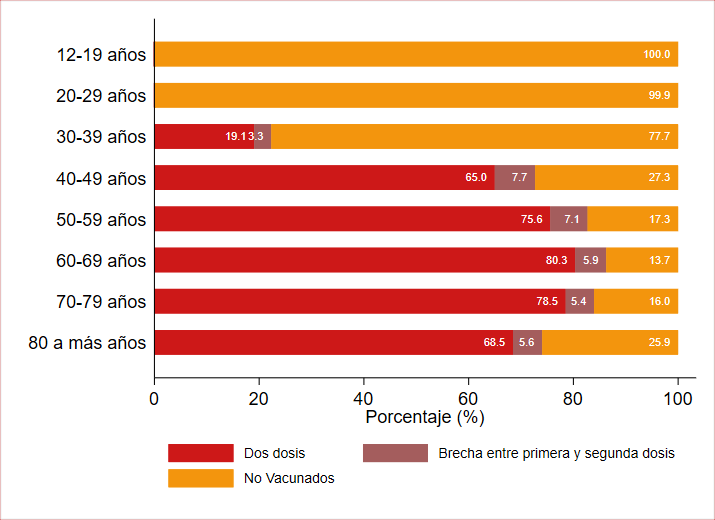 12-19 años 100.0
20-29 años 99.9
30-39 años 19.1 3.3 77.7
40-49 años 65.0 7.7 27.3
50-59 años 75.6 7.1 17.3
60-69 años 80.3 5.9 13.7
70-79 años 78.5 5.4 16.0
80 a más años 68.5 5.6 25.9
0 20 40 60 80 100
Porcentaje (%)
Dos dosis Brecha entre primera y segunda dosis
No Vacunados